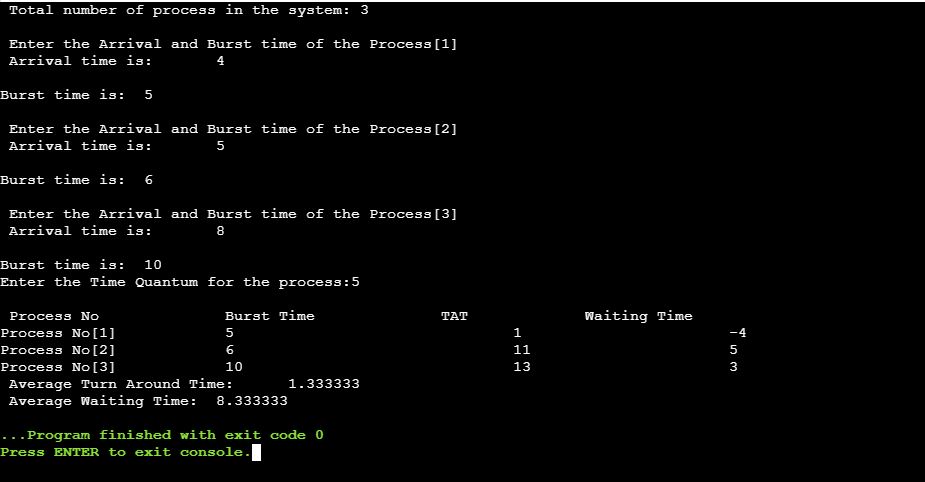 Total number of process in the system: 3
Enter the Arrival and Burst time of the Process[1]
Arrival time is: 4
Burst time is: 5
Enter the Arrival and Burst time of the Process[2]
Arrival time is: 5
Burst time is: 6
Enter the Arrival and Burst time of the Process[3]
Arrival time is: 8
Burst time is: 10
Enter the Time Quantum for the process:5
Process No Burst Time TAT Waiting Time
Process No[1] 5 1 -4
Process No[2] 6 11 5
Process No[3] 10 13 3
Average Turn Around Time: 1.333333
Average Waiting Time: 8.333333
...Program finished with exit code 0
Press ENTER to exit console.